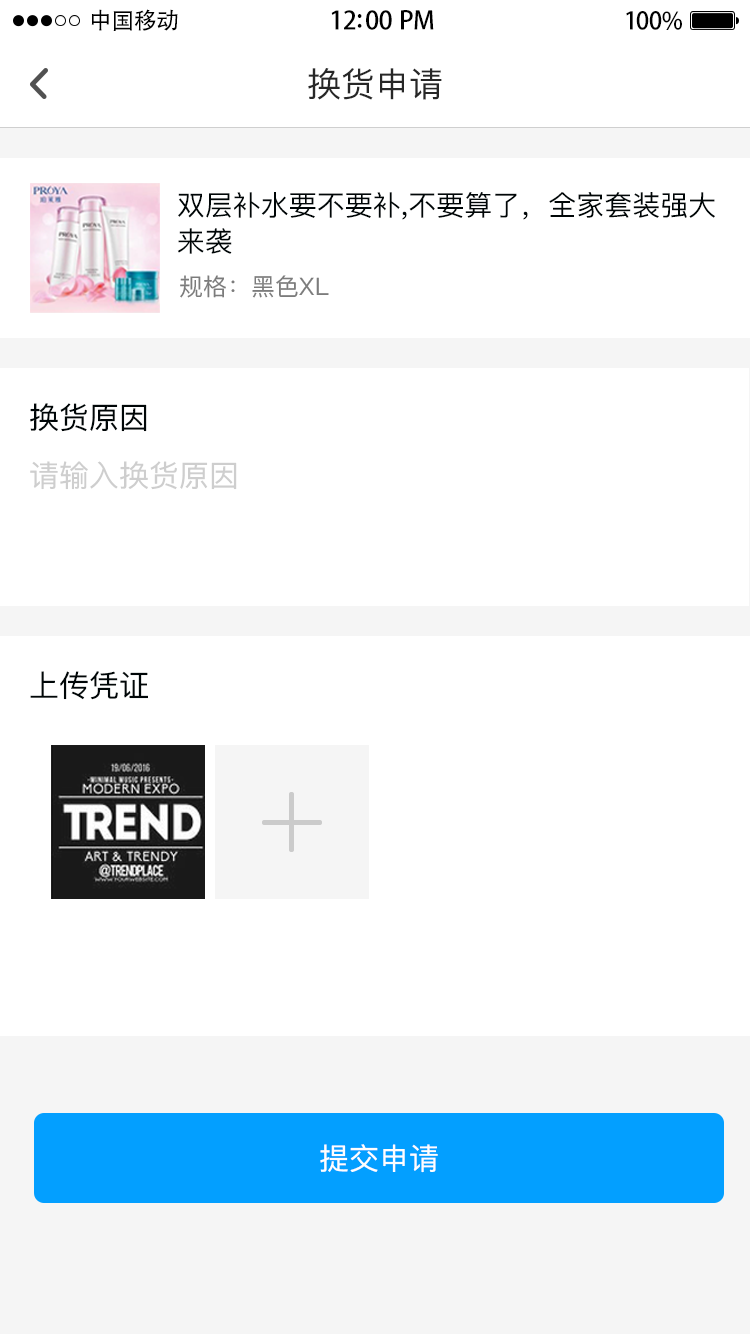 中国移动 12:00 PM 100%
换货申请
PROYA
珀莱雅
双层补水要不要补,不要算了，全家套装强大
来袭
规格：黑色XL
换货原因
请输入换货原因
上传凭证
19/06/2016
-MINIMAL MUSIC PRESENTS-
MODERN EXPO
TREND
ART & TRENDY
@TRENDPLACE
WWW.YOURWEBSITE.COM
提交申请